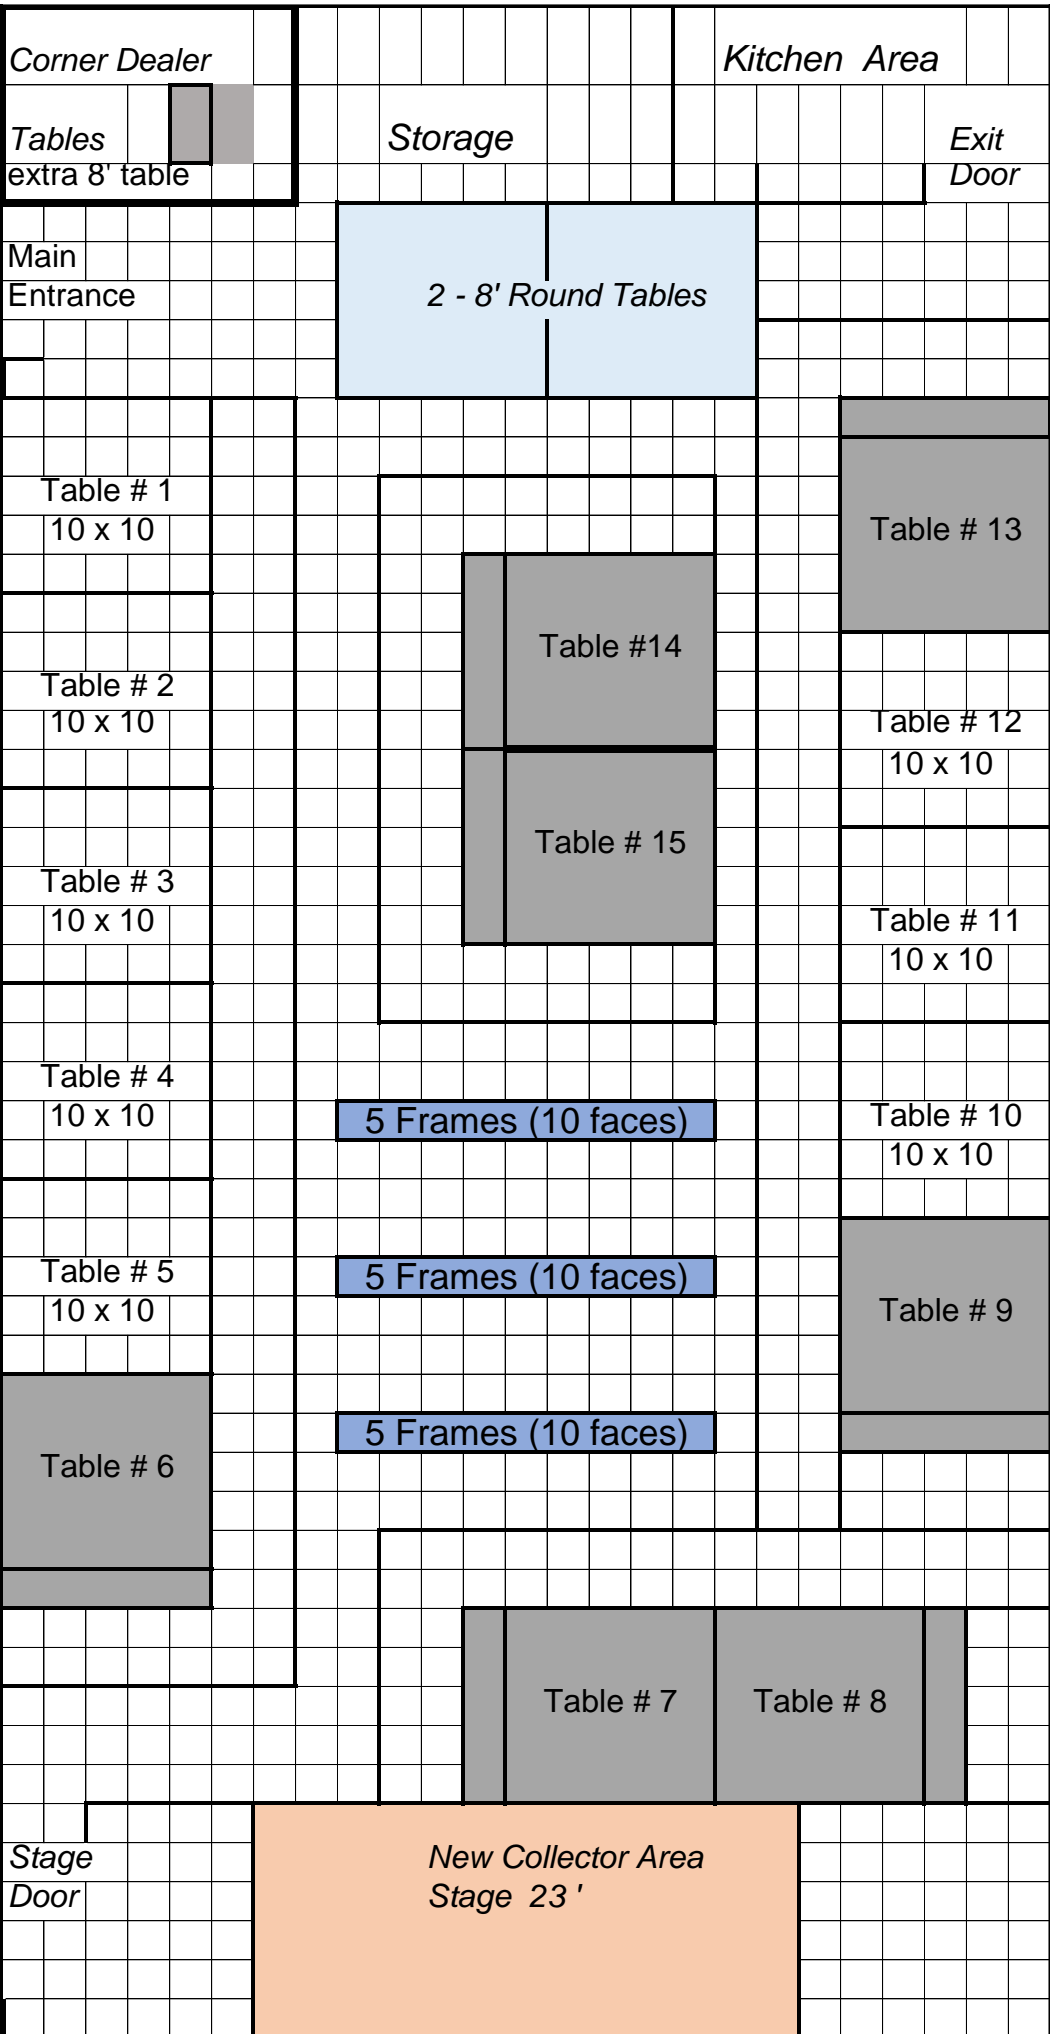 Corner Dealer
Kitchen Area
Tables
Storage
Exit
extra 8' table
Door
Main
Entrance
2 - 8' Round Tables
Table # 1
10 x 10
Table # 13
Table #14
Table # 2
10 x 10
Table # 12
10 x 10
Table # 15
Table # 3
10 x 10
Table # 11
10 x 10
Table # 4
10 x 10
5 Frames (10 faces)
Table # 10
10 x 10
Table # 5
10 x 10
5 Frames (10 faces)
Table # 9
5 Frames (10 faces)
Table # 6
Table # 7
Table # 8
Stage
Door
New Collector Area
Stage 23 '